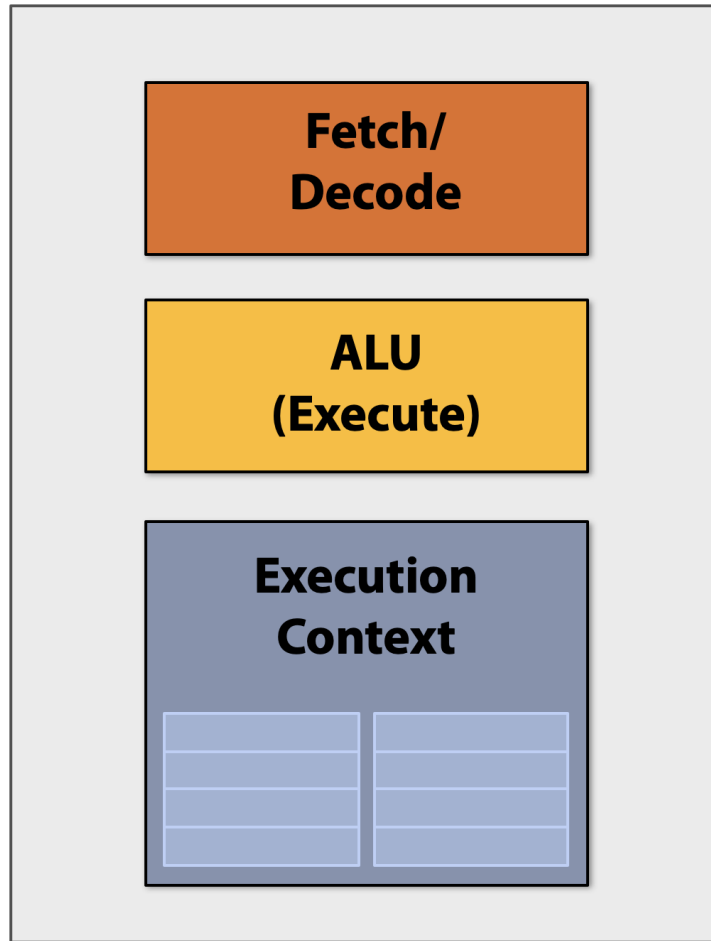 Fetch/
Decode
ALU
(Execute)
Execution
Context